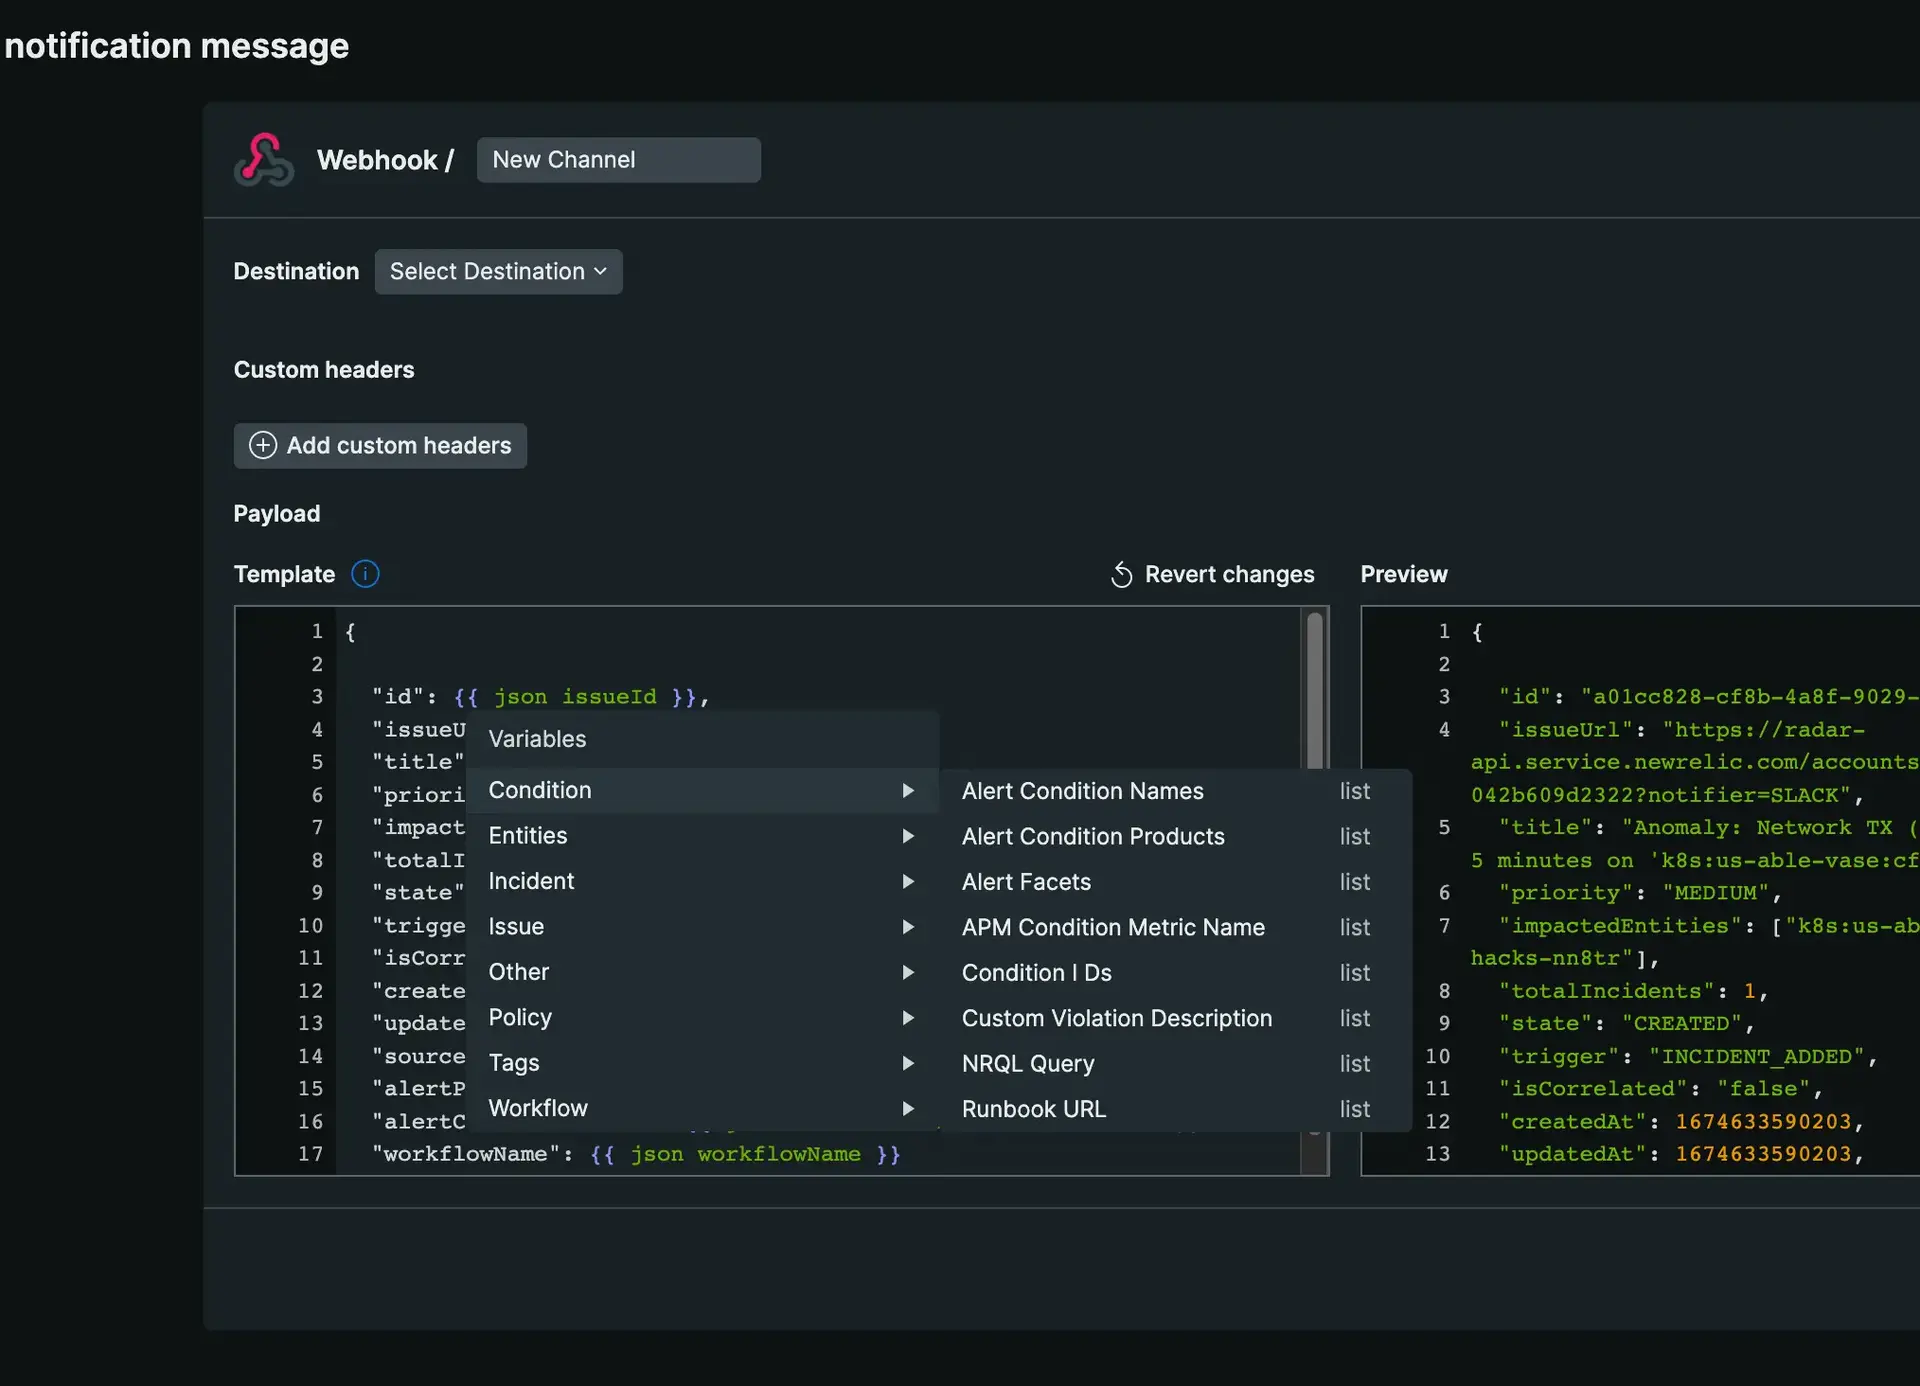 notification message
Webhook / New Channel
Destination Select Destination
Custom headers
Add custom headers
Payload
Template i Revert changes
1 {
2
3 "id": {{ json issueId }},
4 "issueU
5 "title"
6 "priori
7 "impact
8 "totalI
9 "state"
10 "trigge
11 "isCorr
12 "create
13 "update
14 "source
15 "alertP
16 "alertC
17 "workflowName": {{ json workflowName }}
Variables
Condition
Entities
Incident
Issue
Other
Policy
Tags
Workflow
Alert Condition Names list
Alert Condition Products list
Alert Facets list
APM Condition Metric Name list
Condition I Ds list
Custom Violation Description list
NRQL Query list
Runbook URL list
Preview
1 {
2
3 "id": "a01cc828-cf8b-4a8f-9029-
4 "issueUrl": "https://radar-
api.service.newrelic.com/accounts
042b609d2322?notifier=SLACK",
5 "title": "Anomaly: Network TX (
5 minutes on 'k8s:us-able-vase:cf
6 "priority": "MEDIUM",
7 "impactedEntities": ["k8s:us-ab
hacks-nn8tr"],
8 "totalIncidents": 1,
9 "state": "CREATED",
10 "trigger": "INCIDENT_ADDED",
11 "isCorrelated": "false",
12 "createdAt": 1674633590203,
13 "updatedAt": 1674633590203,